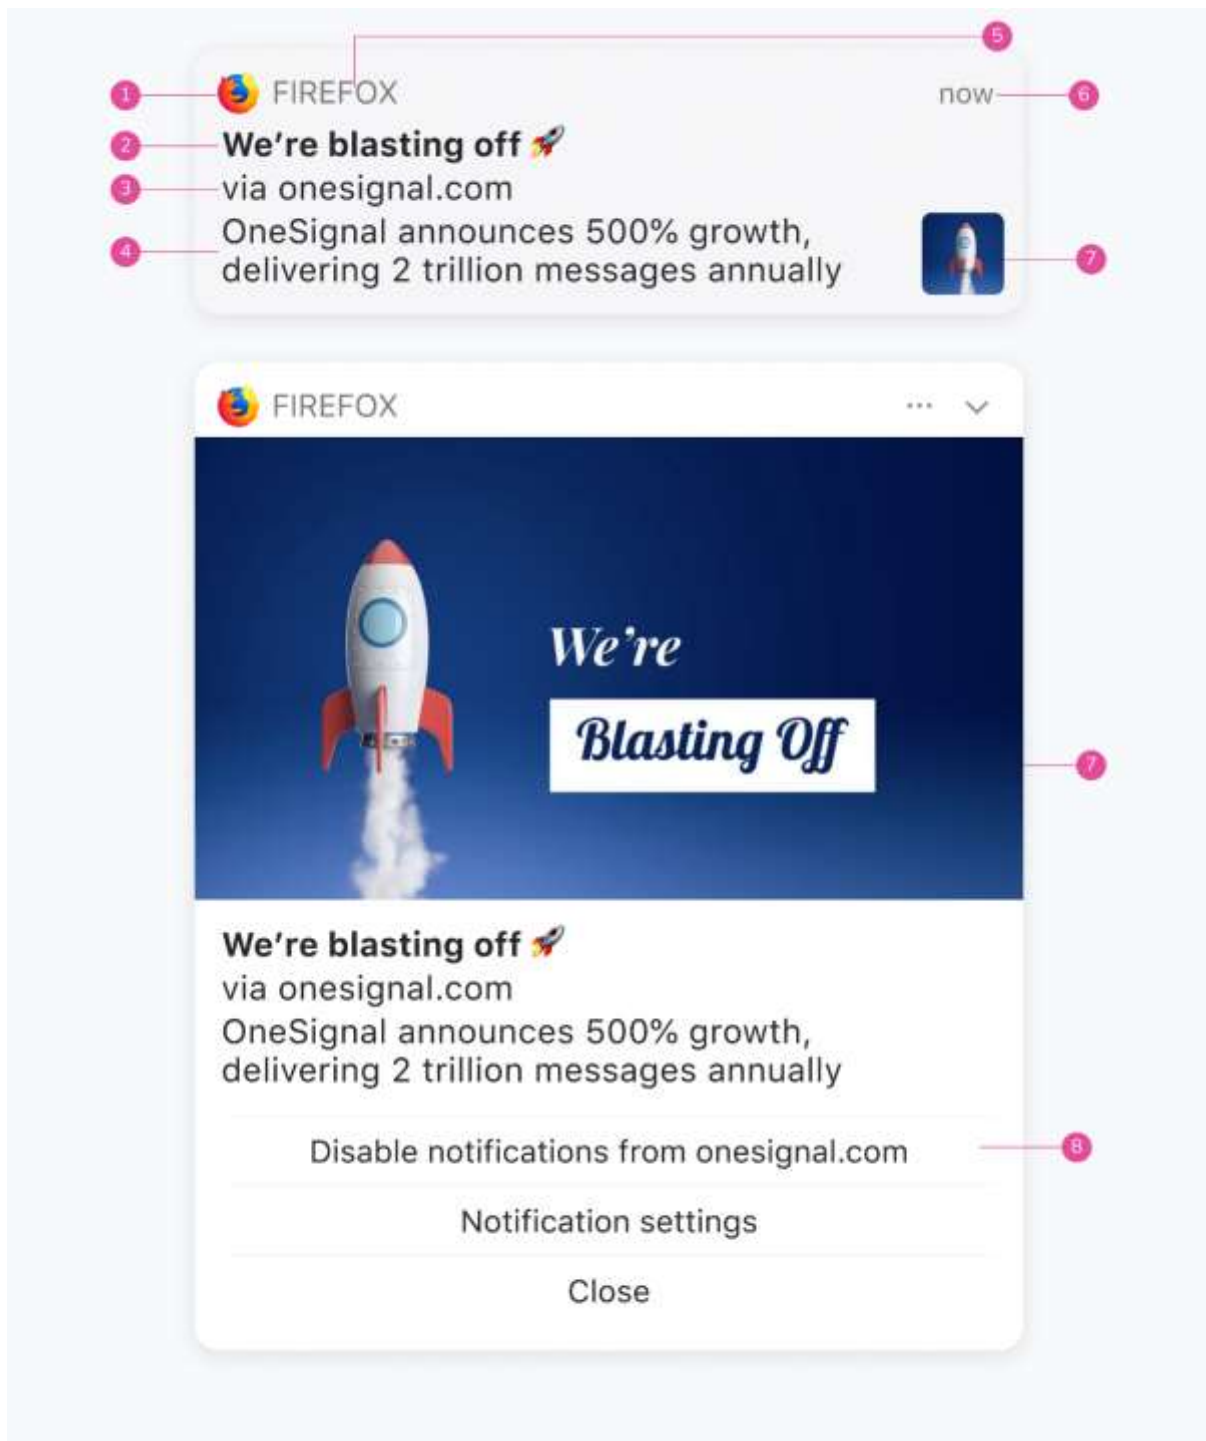 5
1 FIREFOX now 6
2 We're blasting off 🚀
3 via onesignal.com
4 OneSignal announces 500% growth,
delivering 2 trillion messages annually 7
FIREFOX ...
We're
Blasting Off
7
We're blasting off 🚀
via onesignal.com
OneSignal announces 500% growth,
delivering 2 trillion messages annually
Disable notifications from onesignal.com 8
Notification settings
Close